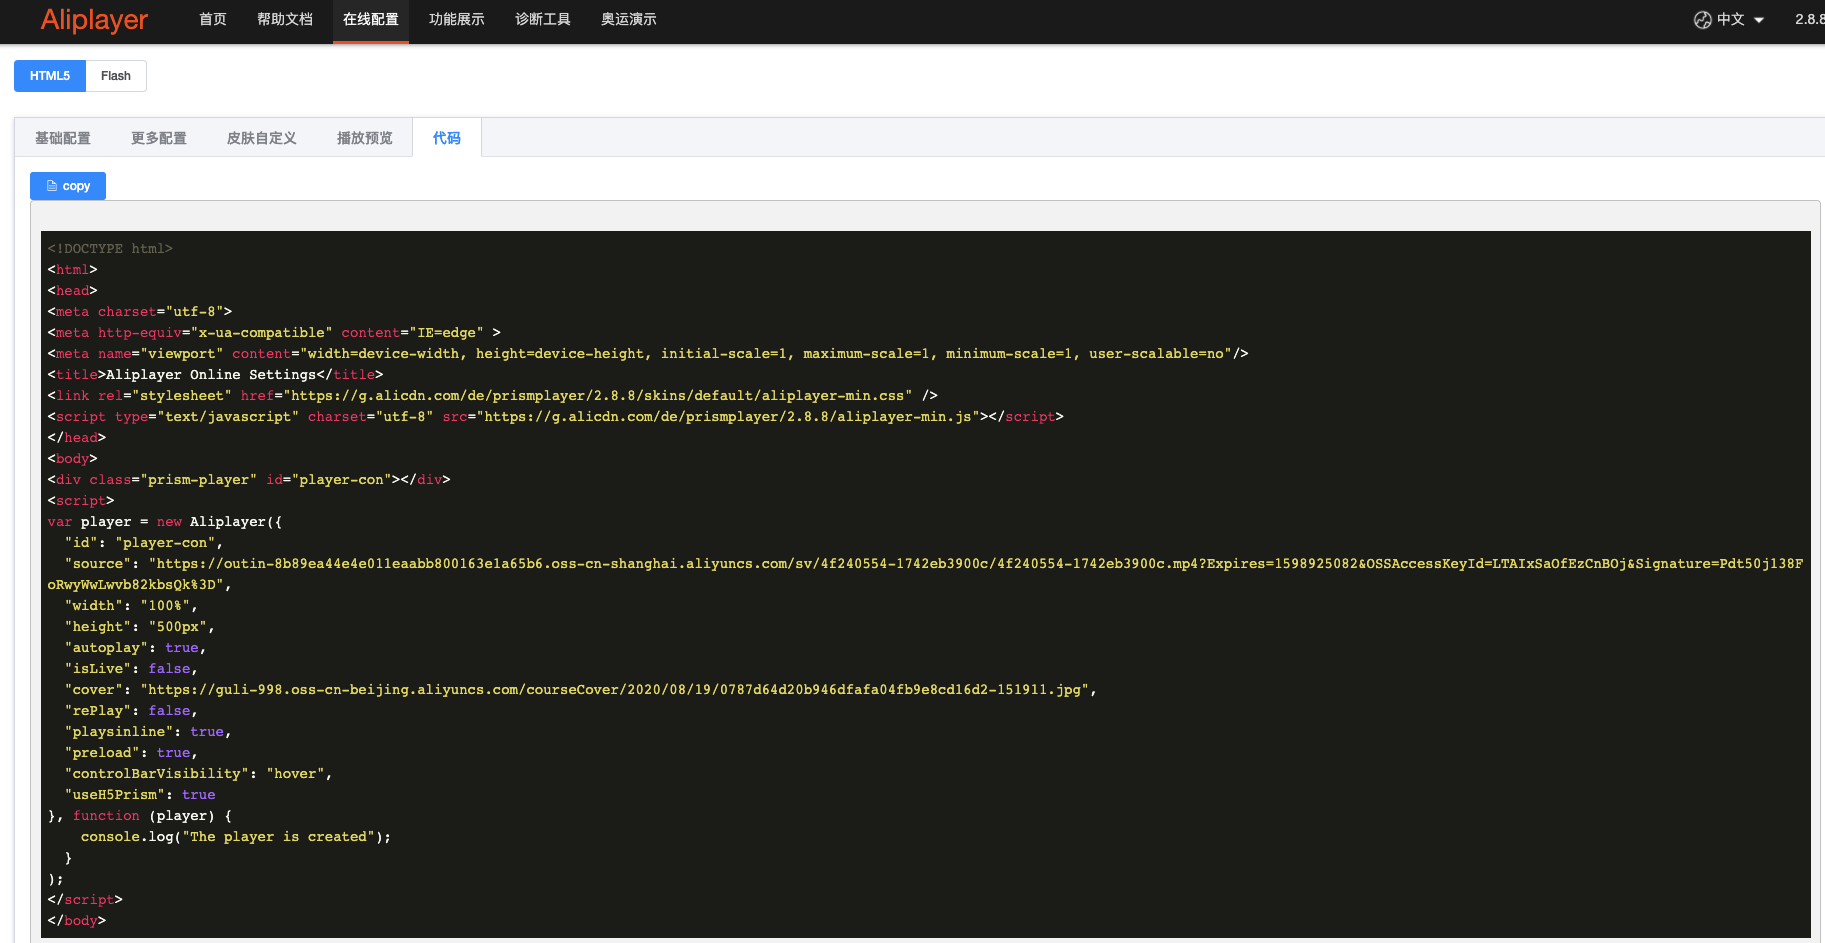 Aliplayer 首页 帮助文档 在线配置 功能展示 诊断工具 奥运演示 中文 2.8.8
HTML5 Flash
基础配置 更多配置 皮肤自定义 播放预览 代码
copy
<!DOCTYPE html>
<html>
<head>
<meta charset="utf-8">
<meta http-equiv="x-ua-compatible" content="IE=edge" >
<meta name="viewport" content="width=device-width, height=device-height, initial-scale=1, maximum-scale=1, minimum-scale=1, user-scalable=no"/>
<title>Aliplayer Online Settings</title>
<link rel="stylesheet" href="https://g.alicdn.com/de/prismplayer/2.8.8/skins/default/aliplayer-min.css" />
<script type="text/javascript" charset="utf-8" src="https://g.alicdn.com/de/prismplayer/2.8.8/aliplayer-min.js"></script>
</head>
<body>
<div class="prism-player" id="player-con"></div>
<script>
var player = new Aliplayer({
  "id": "player-con",
  "source": "https://outin-8b89ea44e4e011eaabb800163e1a65b6.oss-cn-shanghai.aliyuncs.com/sv/4f240554-1742eb3900c/4f240554-1742eb3900c.mp4?Expires=1598925082&OSSAccessKeyId=LTAIxSaOfEzCnBOj&Signature=Pdt50j138F
oRwyWwLwvb82kbsQk%3D",
  "width": "100%",
  "height": "500px",
  "autoplay": true,
  "isLive": false,
  "cover": "https://guli-998.oss-cn-beijing.aliyuncs.com/courseCover/2020/08/19/0787d64d20b946dfafa04fb9e8cd16d2-151911.jpg",
  "rePlay": false,
  "playsinline": true,
  "preload": true,
  "controlBarVisibility": "hover",
  "useH5Prism": true
}, function (player) {
    console.log("The player is created");
  }
);
</script>
</body>